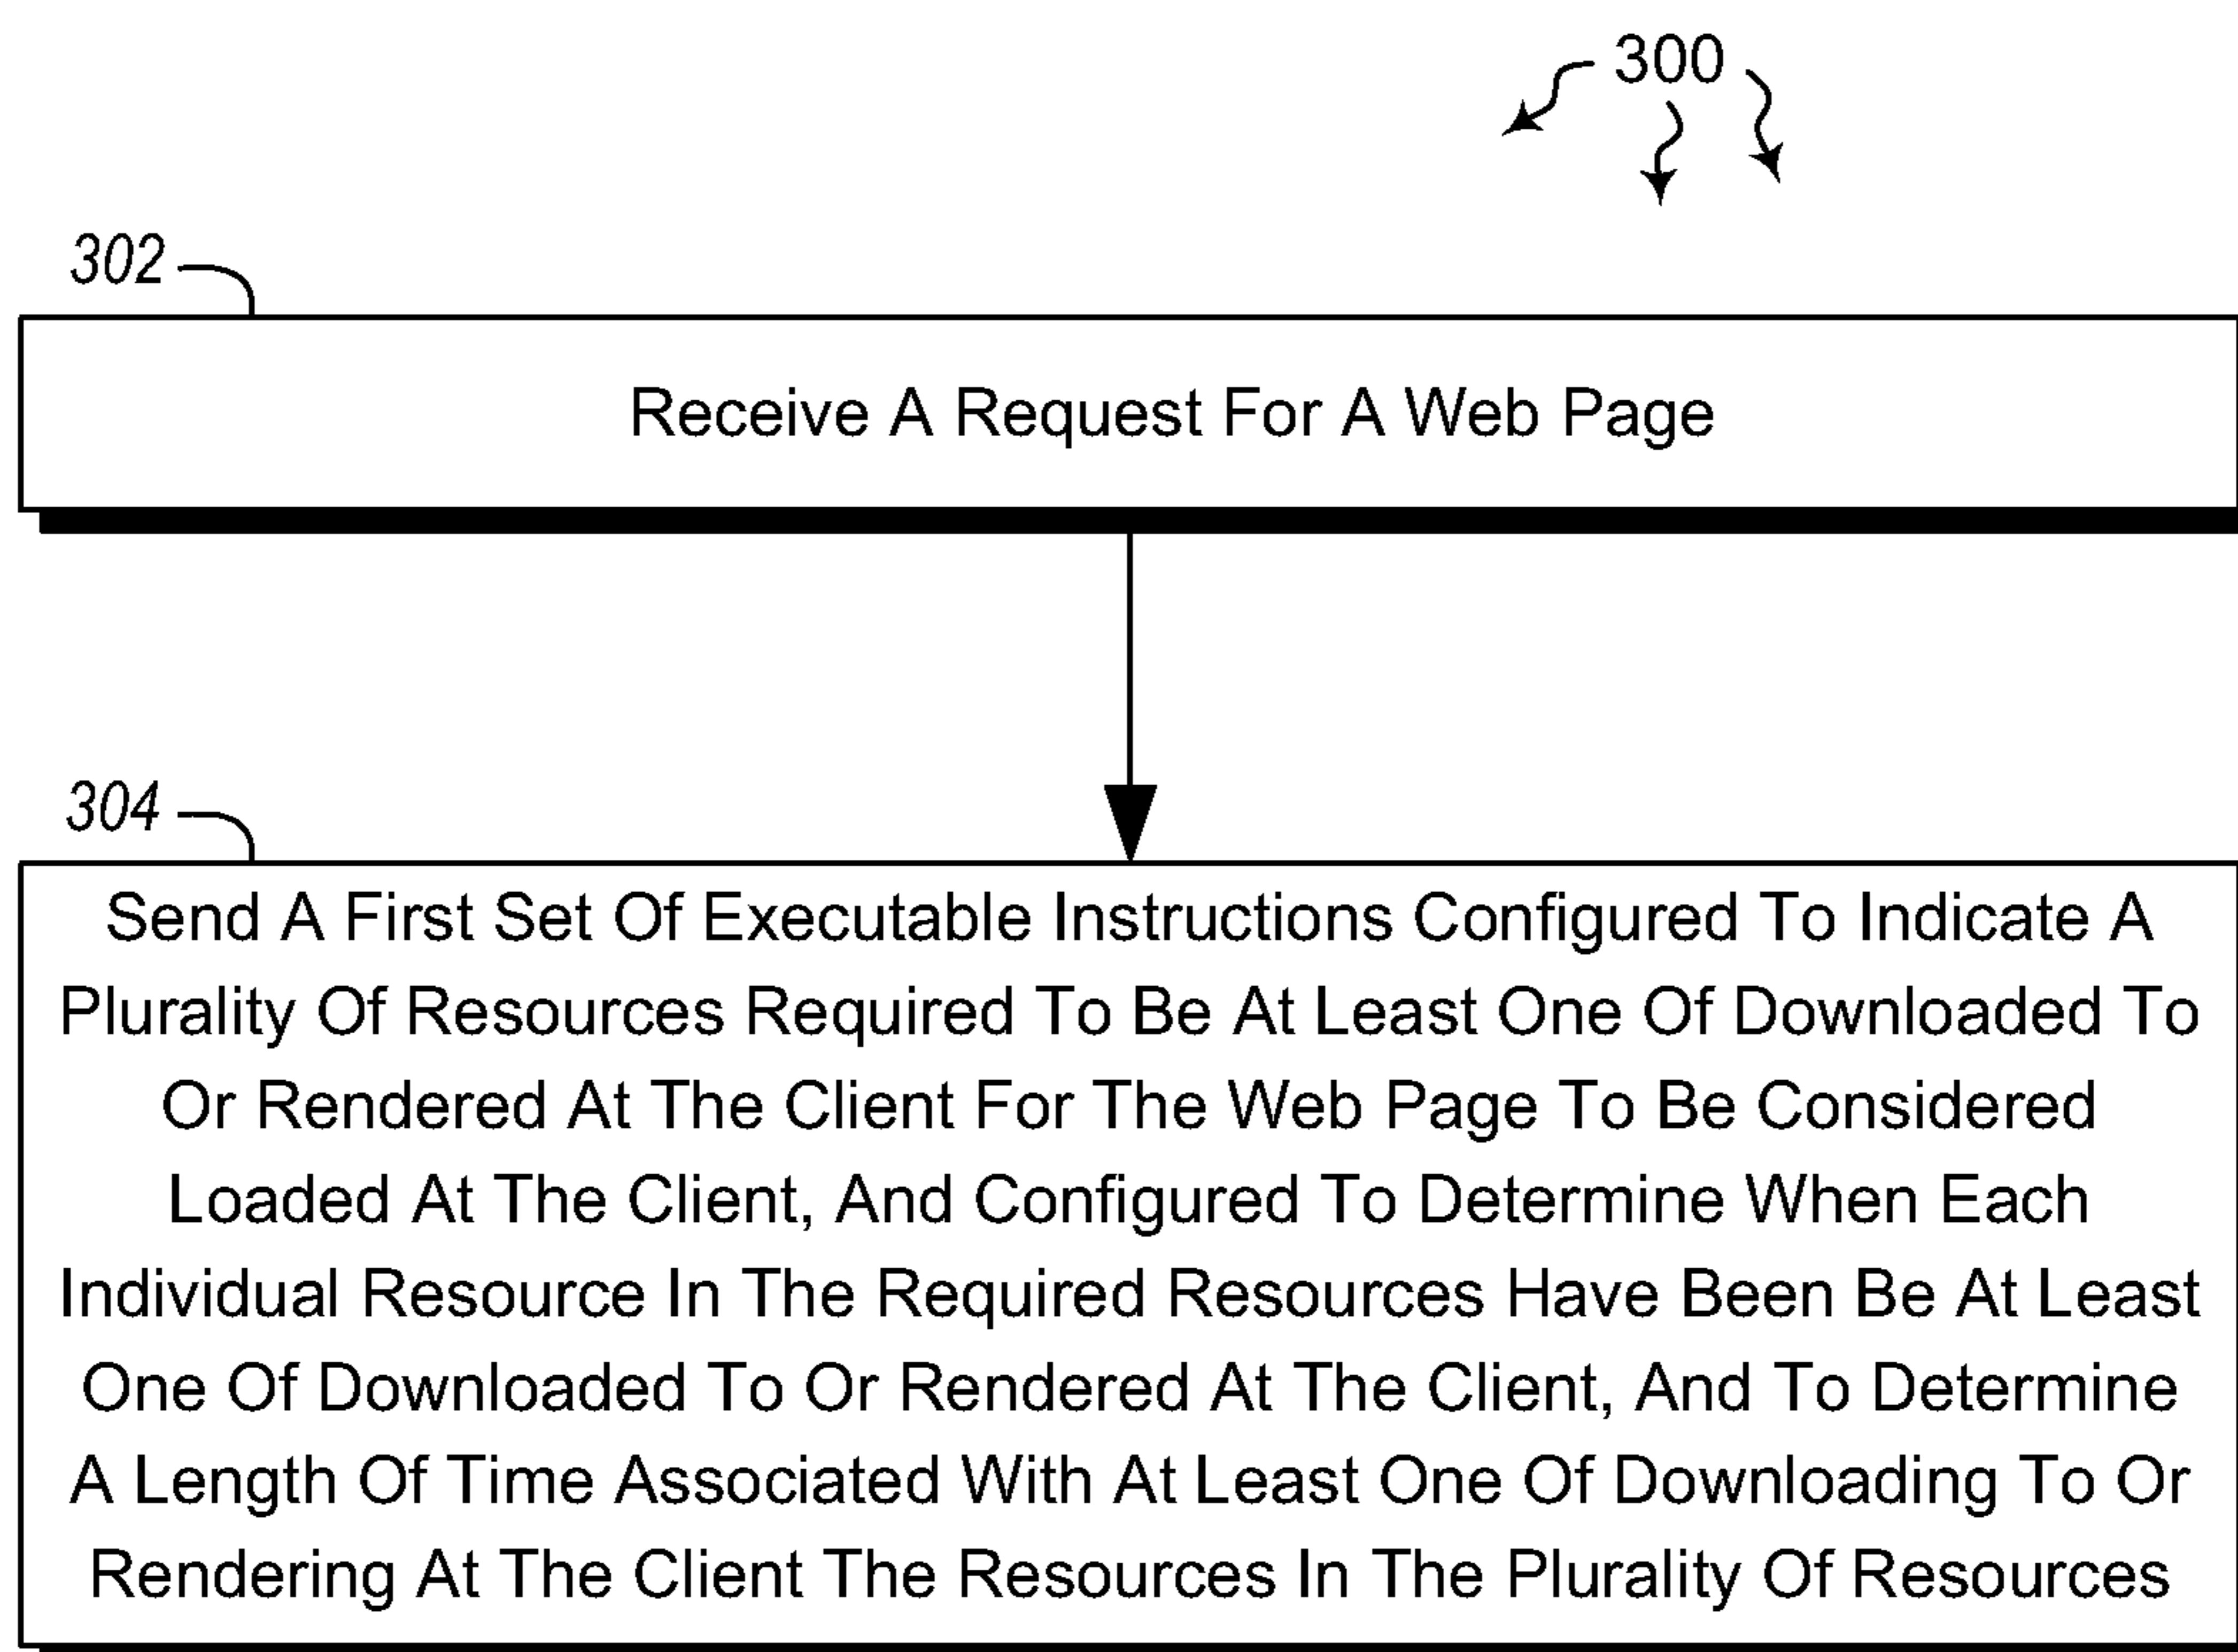 300
302
Receive A Request For A Web Page
304
Send A First Set Of Executable Instructions Configured To Indicate A
Plurality Of Resources Required To Be At Least One Of Downloaded To
Or Rendered At The Client For The Web Page To Be Considered
Loaded At The Client, And Configured To Determine When Each
Individual Resource In The Required Resources Have Been Be At Least
One Of Downloaded To Or Rendered At The Client, And To Determine
A Length Of Time Associated With At Least One Of Downloading To Or
Rendering At The Client The Resources In The Plurality Of Resources